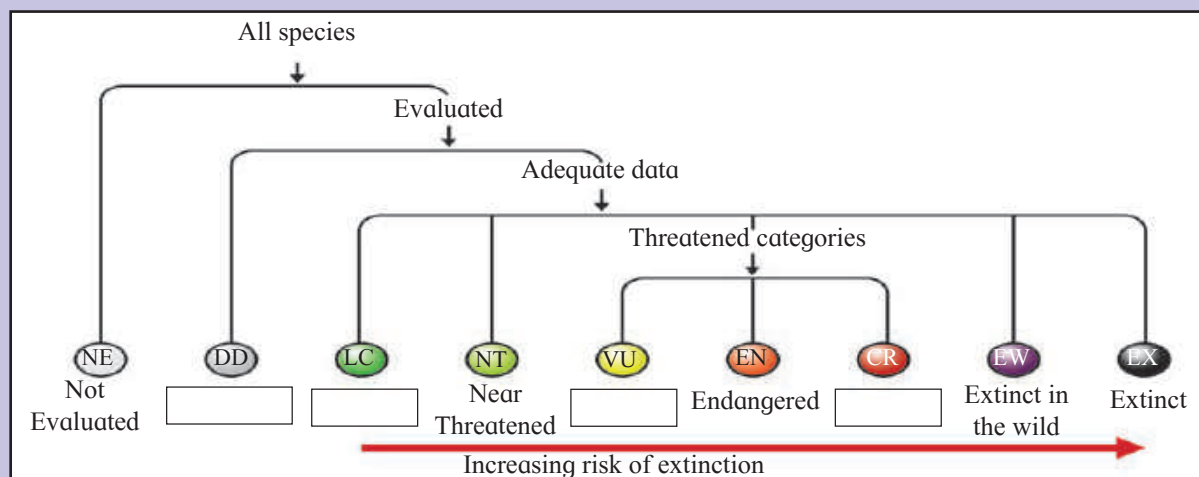 All species
Evaluated
Adequate data
Threatened categories
NE
DD
LC
NT
VU
EN
CR
EW
EX
Not
Evaluated
Near
Threatened
Endangered
Extinct in
the wild
Extinct
Increasing risk of extinction